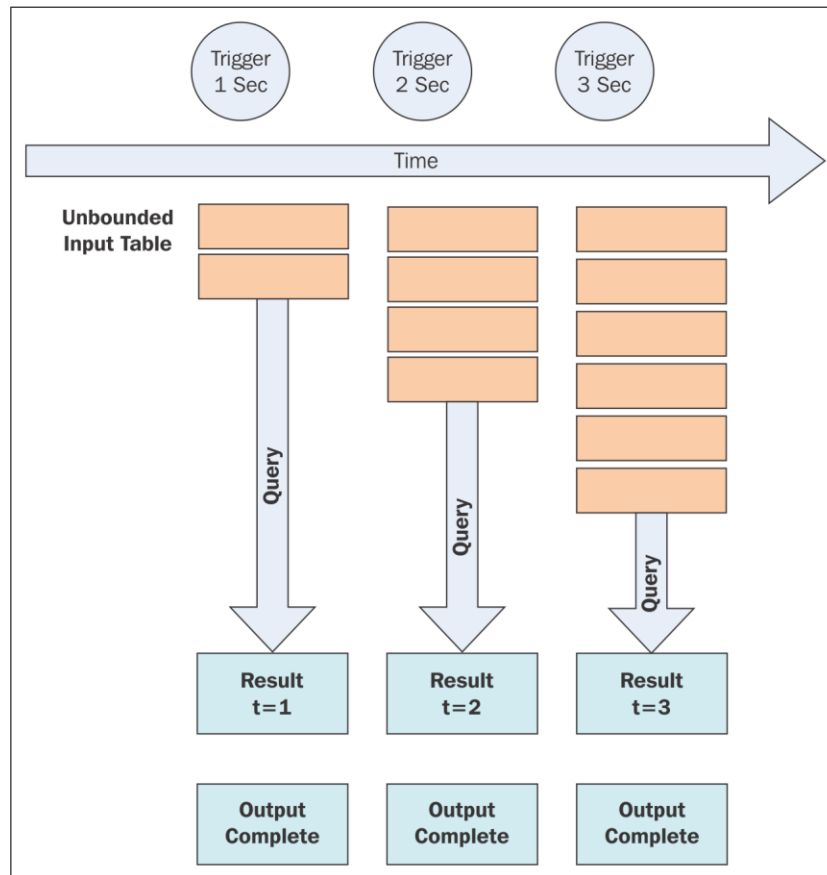 Trigger
1 Sec
Trigger
2 Sec
Trigger
3 Sec
Time
Unbounded
Input Table
Query
Query
Query
Result
t=1
Result
t=2
Result
t=3
Output
Complete
Output
Complete
Output
Complete